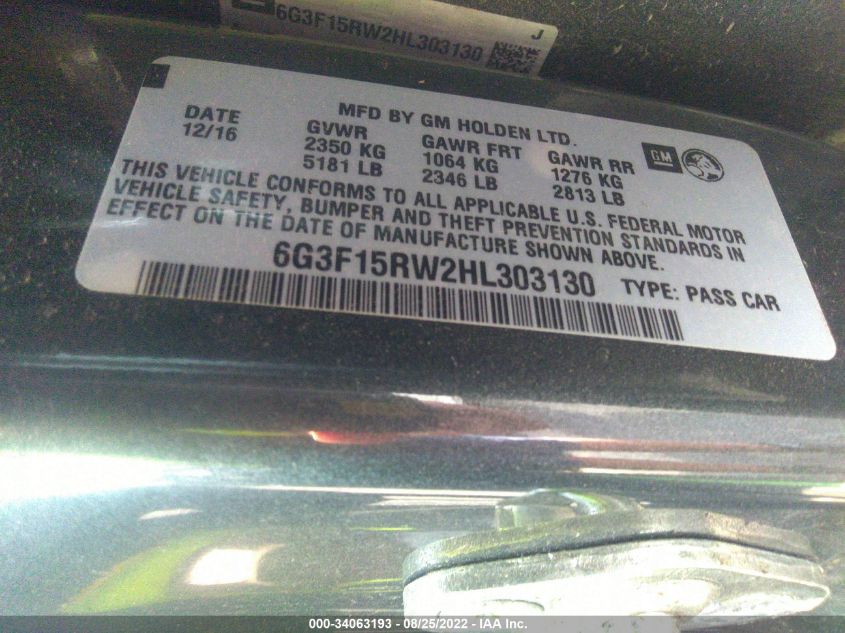 6G3F15RW2HL303130 J
MFD BY GM HOLDEN LTD.
DATE GVWR GAWR FRT GAWR RR GM
12/16 2350 KG 1064 KG 1276 KG
5181 LB 2346 LB 2813 LB
THIS VEHICLE CONFORMS TO ALL APPLICABLE U.S. FEDERAL MOTOR
VEHICLE SAFETY, BUMPER AND THEFT PREVENTION STANDARDS IN
EFFECT ON THE DATE OF MANUFACTURE SHOWN ABOVE.
6G3F15RW2HL303130 TYPE: PASS CAR
000-34063193 - 08/25/2022 - IAA Inc.